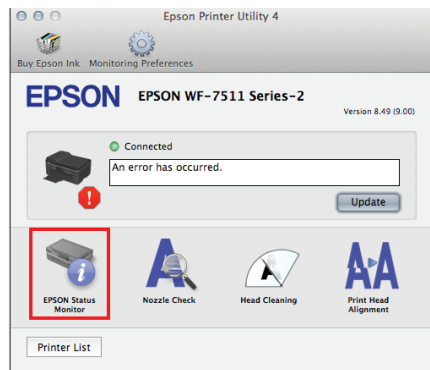 Epson Printer Utility 4
Buy Epson Ink Monitoring Preferences
EPSON EPSON WF-7511 Series-2
Version 8.49 (9.00)
Connected
An error has occurred.
!
Update
i
EPSON Status Monitor
Nozzle Check
Head Cleaning
Print Head Alignment
Printer List